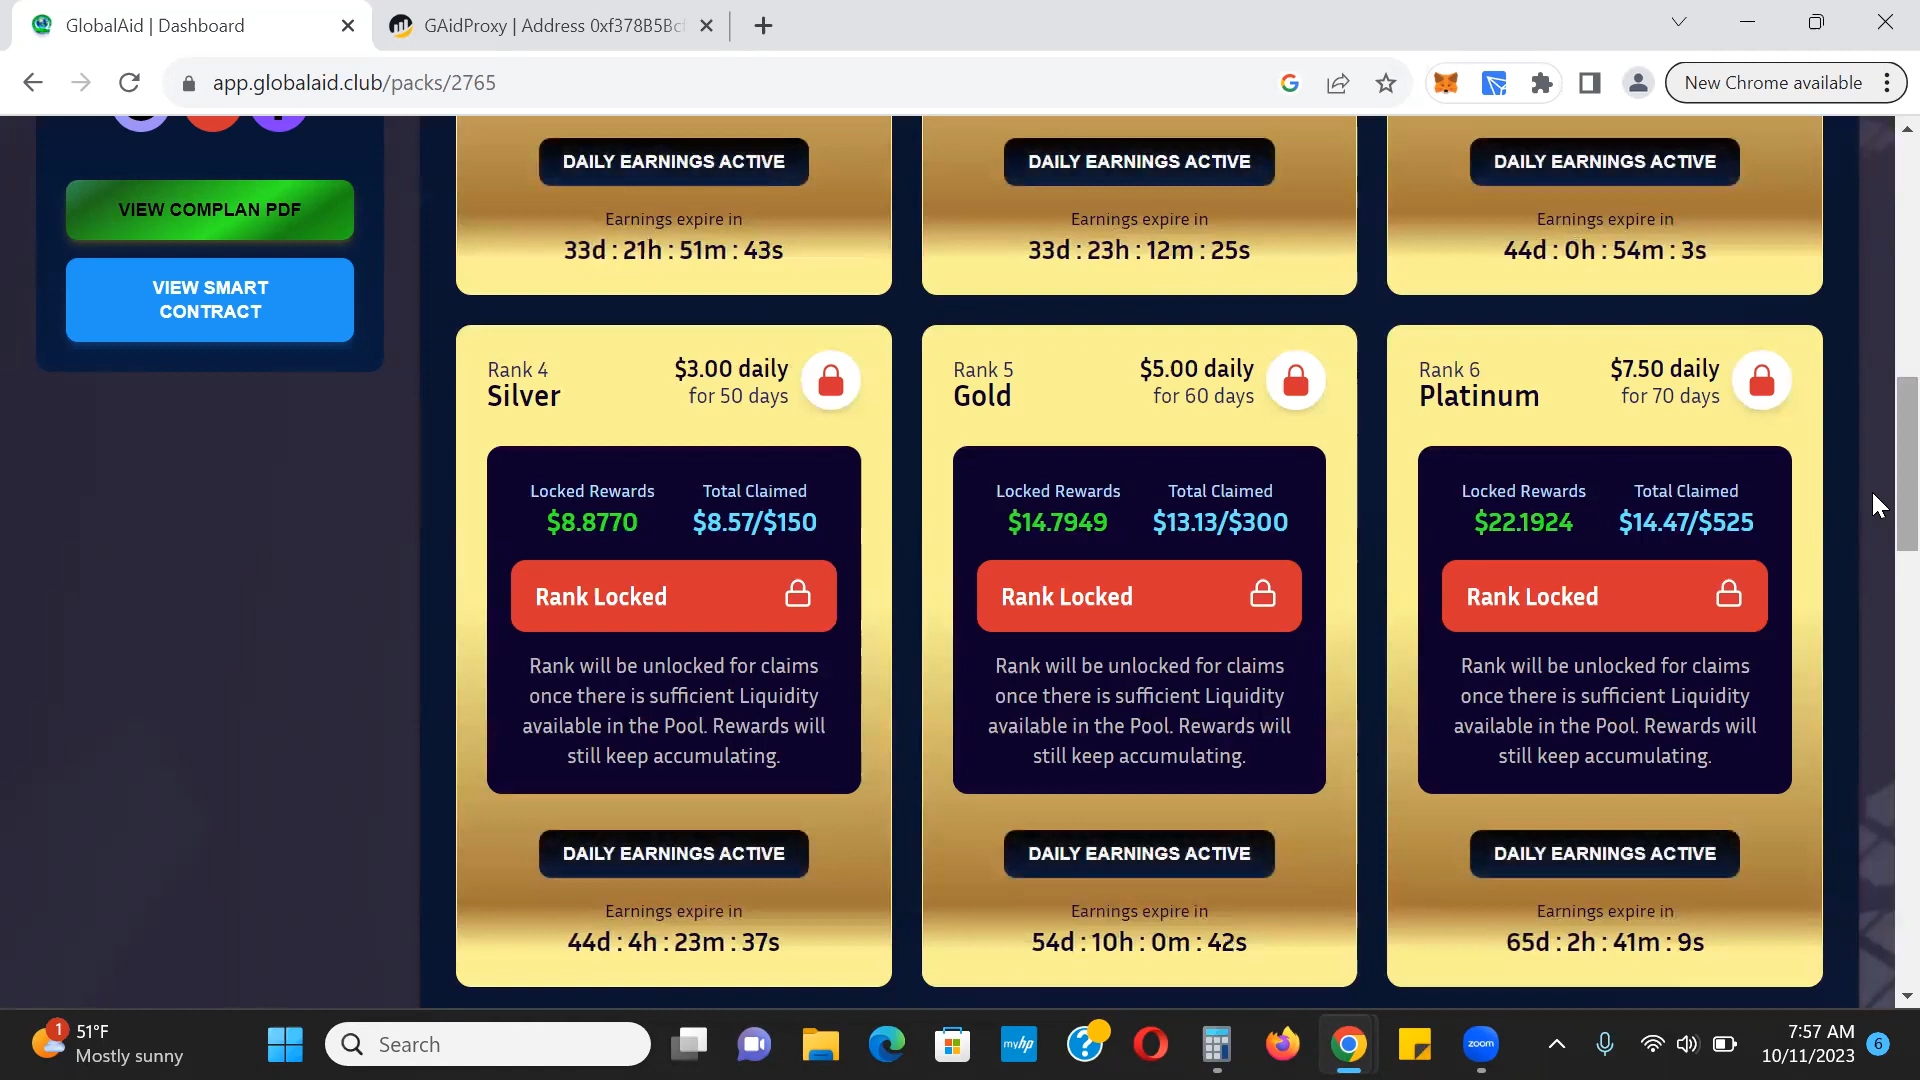 GlobalAid | Dashboard
GAidProxy | Address 0xf378B5Bc
app.globalaid.club/packs/2765
New Chrome available
VIEW COMPLAN PDF
VIEW SMART
CONTRACT
DAILY EARNINGS ACTIVE
Earnings expire in
33d : 21h : 51m : 43s
DAILY EARNINGS ACTIVE
Earnings expire in
33d : 23h : 12m : 25s
DAILY EARNINGS ACTIVE
Earnings expire in
44d : 0h : 54m : 3s
Rank 4
Silver
$3.00 daily
for 50 days
Locked Rewards
$8.8770
Total Claimed
$8.57/$150
Rank Locked
Rank will be unlocked for claims
once there is sufficient Liquidity
available in the Pool. Rewards will
still keep accumulating.
DAILY EARNINGS ACTIVE
Earnings expire in
44d : 4h : 23m : 37s
Rank 5
Gold
$5.00 daily
for 60 days
Locked Rewards
$14.7949
Total Claimed
$13.13/$300
Rank Locked
Rank will be unlocked for claims
once there is sufficient Liquidity
available in the Pool. Rewards will
still keep accumulating.
DAILY EARNINGS ACTIVE
Earnings expire in
54d : 10h : 0m : 42s
Rank 6
Platinum
$7.50 daily
for 70 days
Locked Rewards
$22.1924
Total Claimed
$14.47/$525
Rank Locked
Rank will be unlocked for claims
once there is sufficient Liquidity
available in the Pool. Rewards will
still keep accumulating.
DAILY EARNINGS ACTIVE
Earnings expire in
65d : 2h : 41m : 9s
1
51°F
Mostly sunny
Search
myhp
zoom
7:57 AM
10/11/2023
6